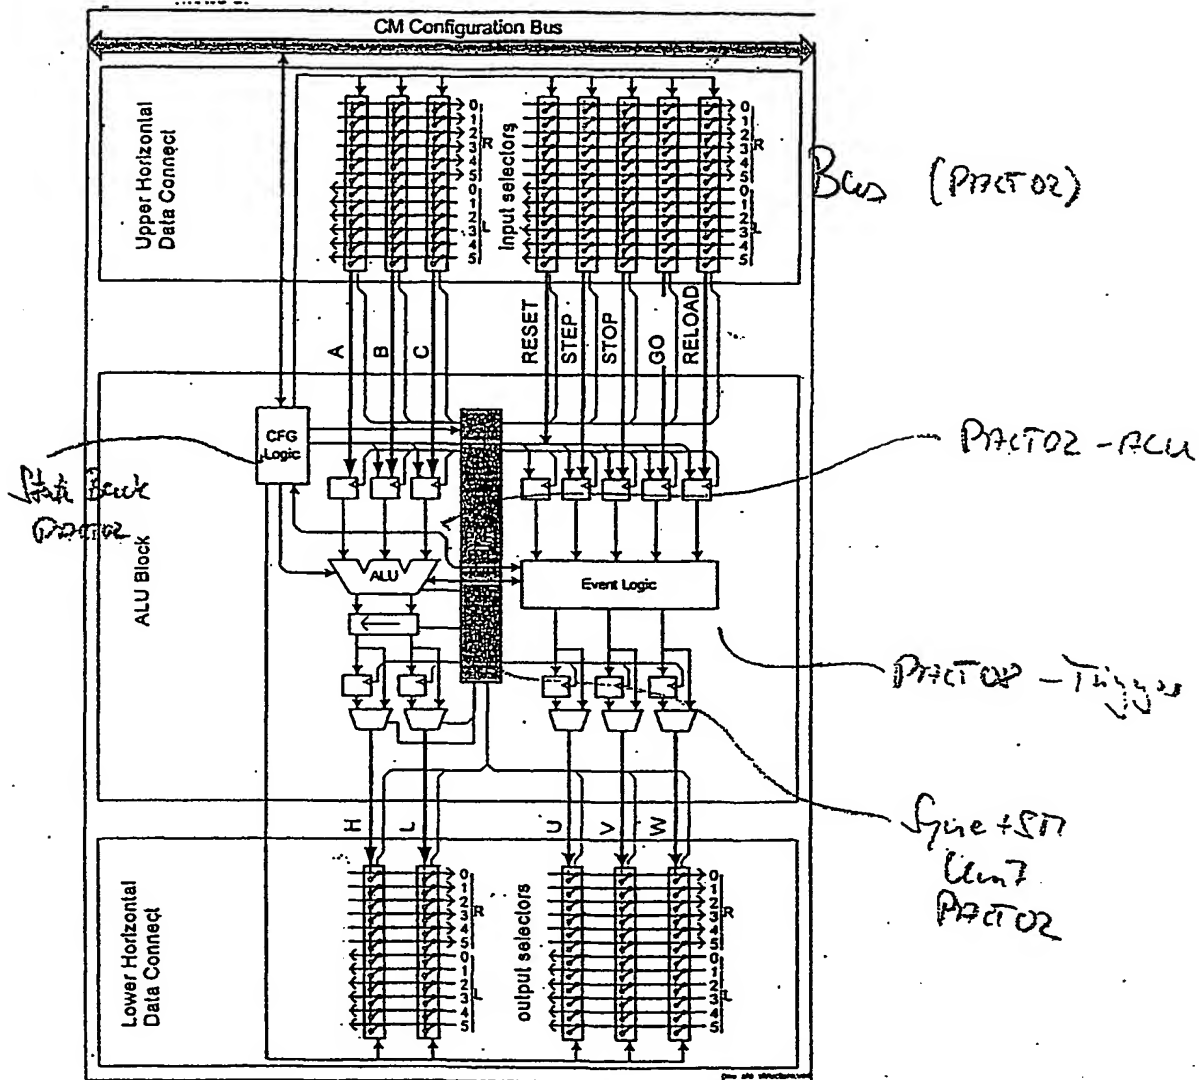 CM Configuration Bus
Upper Horizontal
Data Connect
Input selectors
0
1
2
3
4
5
R
0
1
2
3
4
5
L
0
1
2
3
4
5
R
0
1
2
3
4
5
L
(PACT02)
A
B
C
RESET
STEP
STOP
GO
RELOAD
CFG
Logic
PACT02
PACT02 -
ALU Block
ALU
Event Logic
Unit
PACT02
H
L
U
V
W
Lower Horizontal
Data Connect
output selectors
0
1
2
3
4
5
R
0
1
2
3
4
5
L
0
1
2
3
4
5
R
0
1
2
3
4
5
L